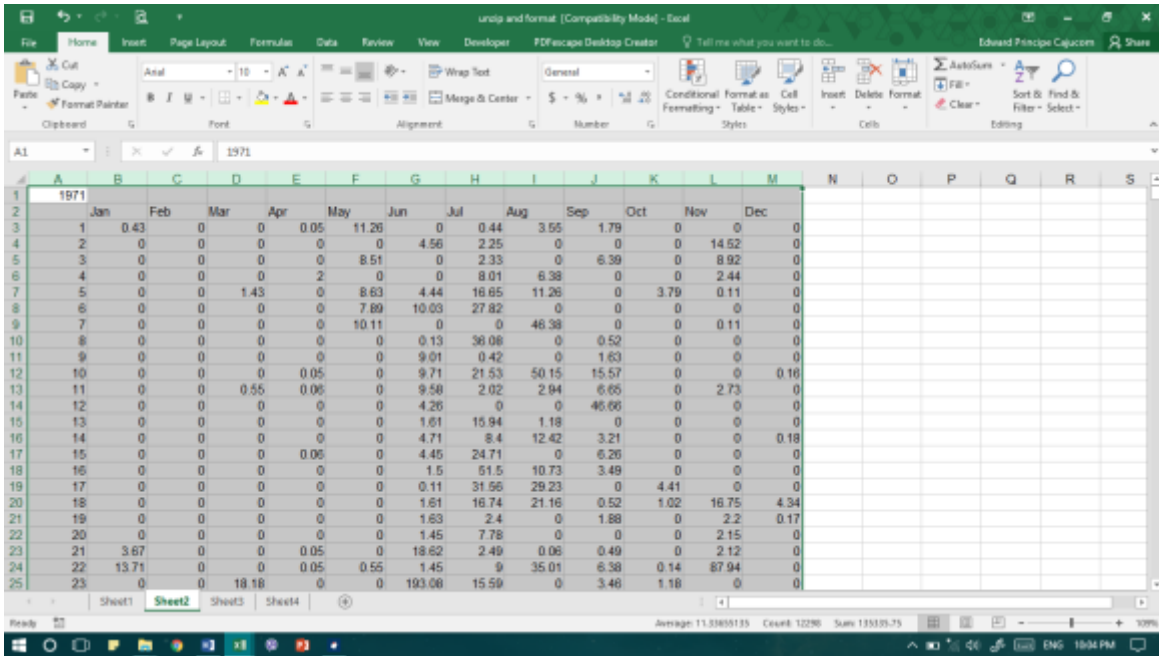 unzip and format [Compatibility Mode] - Excel
File Home Insert Page Layout Formulas Data Review View Developer PDFescape Desktop Creator Tell me what you want to do... Edward Principe Cajucom Share
Cut Arial 10 Wrap Text General AutoSum
Copy Fill
Paste Format Painter Merge & Center Conditional Formatting Format as Table Cell Styles Insert Delete Format Clear Sort & Filter Find & Select
Clipboard Font Alignment Number Styles Cells Editing
A1 fx 1971
A B C D E F G H I J K L M N O P Q R S
1 1971
2 Jan Feb Mar Apr May Jun Jul Aug Sep Oct Nov Dec
3 1 0.43 0 0 0.05 11.26 0 0.44 3.55 1.79 0 0 0
4 2 0 0 0 0 0 4.56 2.25 0 0 0 14.52 0
5 3 0 0 0 0 8.51 0 2.33 0 6.39 0 8.92 0
6 4 0 0 0 2 0 0 8.01 6.38 0 0 2.44 0
7 5 0 0 1.43 0 8.63 4.44 16.65 11.26 0 3.79 0.11 0
8 6 0 0 0 0 7.89 10.03 27.82 0 0 0 0 0
9 7 0 0 0 0 10.11 0 0 46.38 0 0 0.11 0
10 8 0 0 0 0 0 0.13 36.08 0 0.52 0 0 0
11 9 0 0 0 0 0 9.01 0.42 0 1.63 0 0 0
12 10 0 0 0 0.05 0 9.71 21.53 50.15 15.57 0 0 0.16
13 11 0 0 0.55 0.06 0 9.58 2.02 2.94 6.65 0 2.73 0
14 12 0 0 0 0 0 4.26 0 0 46.66 0 0 0
15 13 0 0 0 0 0 1.61 15.94 1.18 0 0 0 0
16 14 0 0 0 0 0 4.71 8.4 12.42 3.21 0 0 0.18
17 15 0 0 0 0.06 0 4.45 24.71 0 6.26 0 0 0
18 16 0 0 0 0 0 1.5 51.5 10.73 3.49 0 0 0
19 17 0 0 0 0 0 0.11 31.56 29.23 0 4.41 0 0
20 18 0 0 0 0 0 1.61 16.74 21.16 0.52 1.02 16.75 4.34
21 19 0 0 0 0 0 1.63 2.4 0 1.88 0 2.2 0.17
22 20 0 0 0 0 0 1.45 7.78 0 0 0 2.15 0
23 21 3.67 0 0 0.05 0 18.62 2.49 0.06 0.49 0 2.12 0
24 22 13.71 0 0 0.05 0.55 1.45 9 35.01 6.38 0.14 87.94 0
25 23 0 0 18.18 0 0 193.08 15.59 0 3.46 1.18 0 0
Sheet1 Sheet2 Sheet3 Sheet4
Ready Average: 11.33655135 Count: 12298 Sum: 135335.75 109%
ENG 10:04 PM